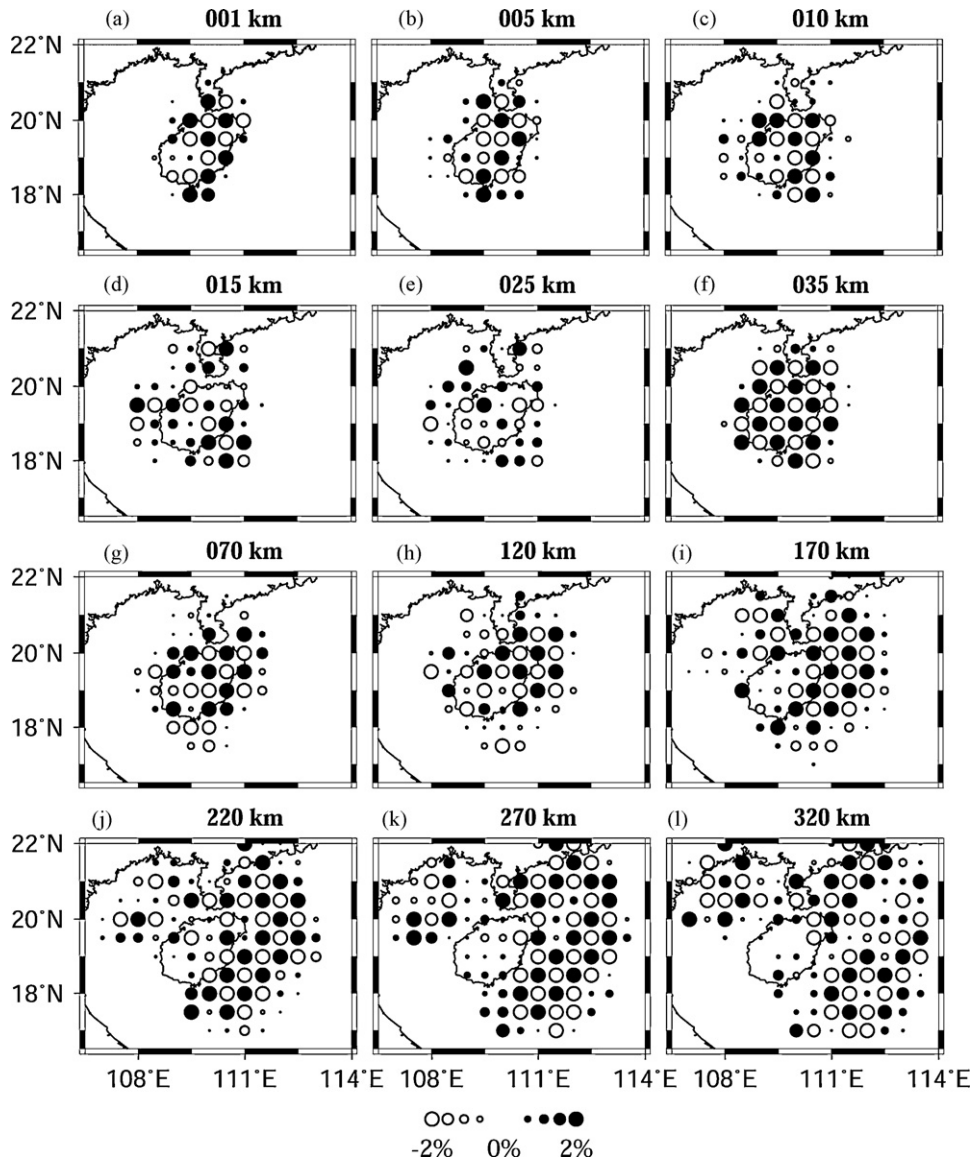 (a) 001 km (b) 005 km (c) 010 km
22°N
20°N
18°N
(d) 015 km (e) 025 km (f) 035 km
22°N
20°N
18°N
(g) 070 km (h) 120 km (i) 170 km
22°N
20°N
18°N
(j) 220 km (k) 270 km (l) 320 km
22°N
20°N
18°N
108°E 111°E 114°E 108°E 111°E 114°E 108°E 111°E 114°E
-2% 0% 2%